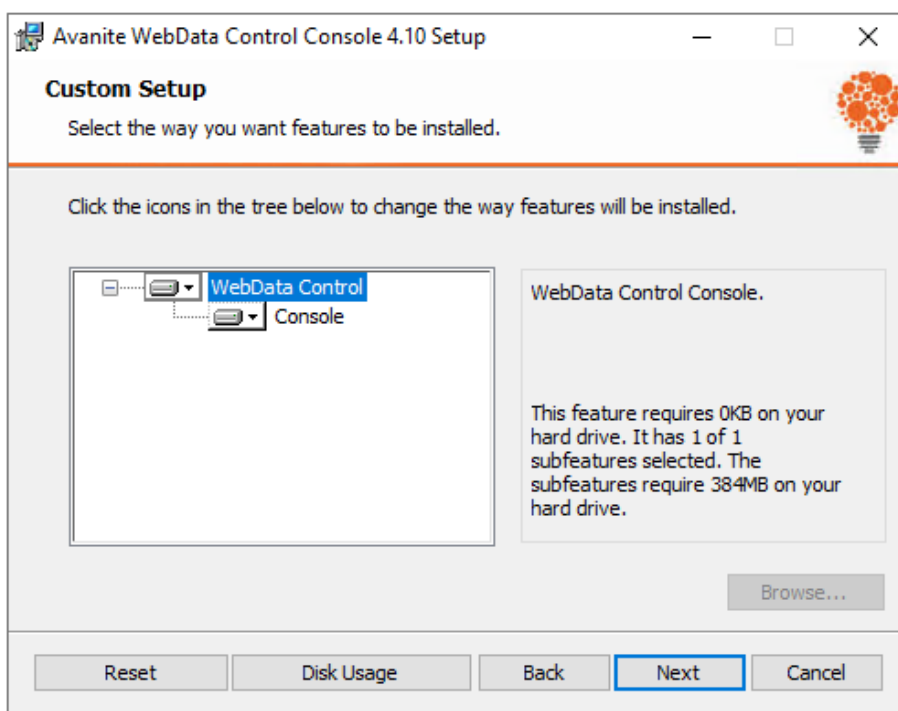 Avanite WebData Control Console 4.10 Setup
Custom Setup
Select the way you want features to be installed.
Click the icons in the tree below to change the way features will be installed.
WebData Control
Console
WebData Control Console.
This feature requires 0KB on your
hard drive. It has 1 of 1
subfeatures selected. The
subfeatures require 384MB on your
hard drive.
Browse...
Reset
Disk Usage
Back
Next
Cancel